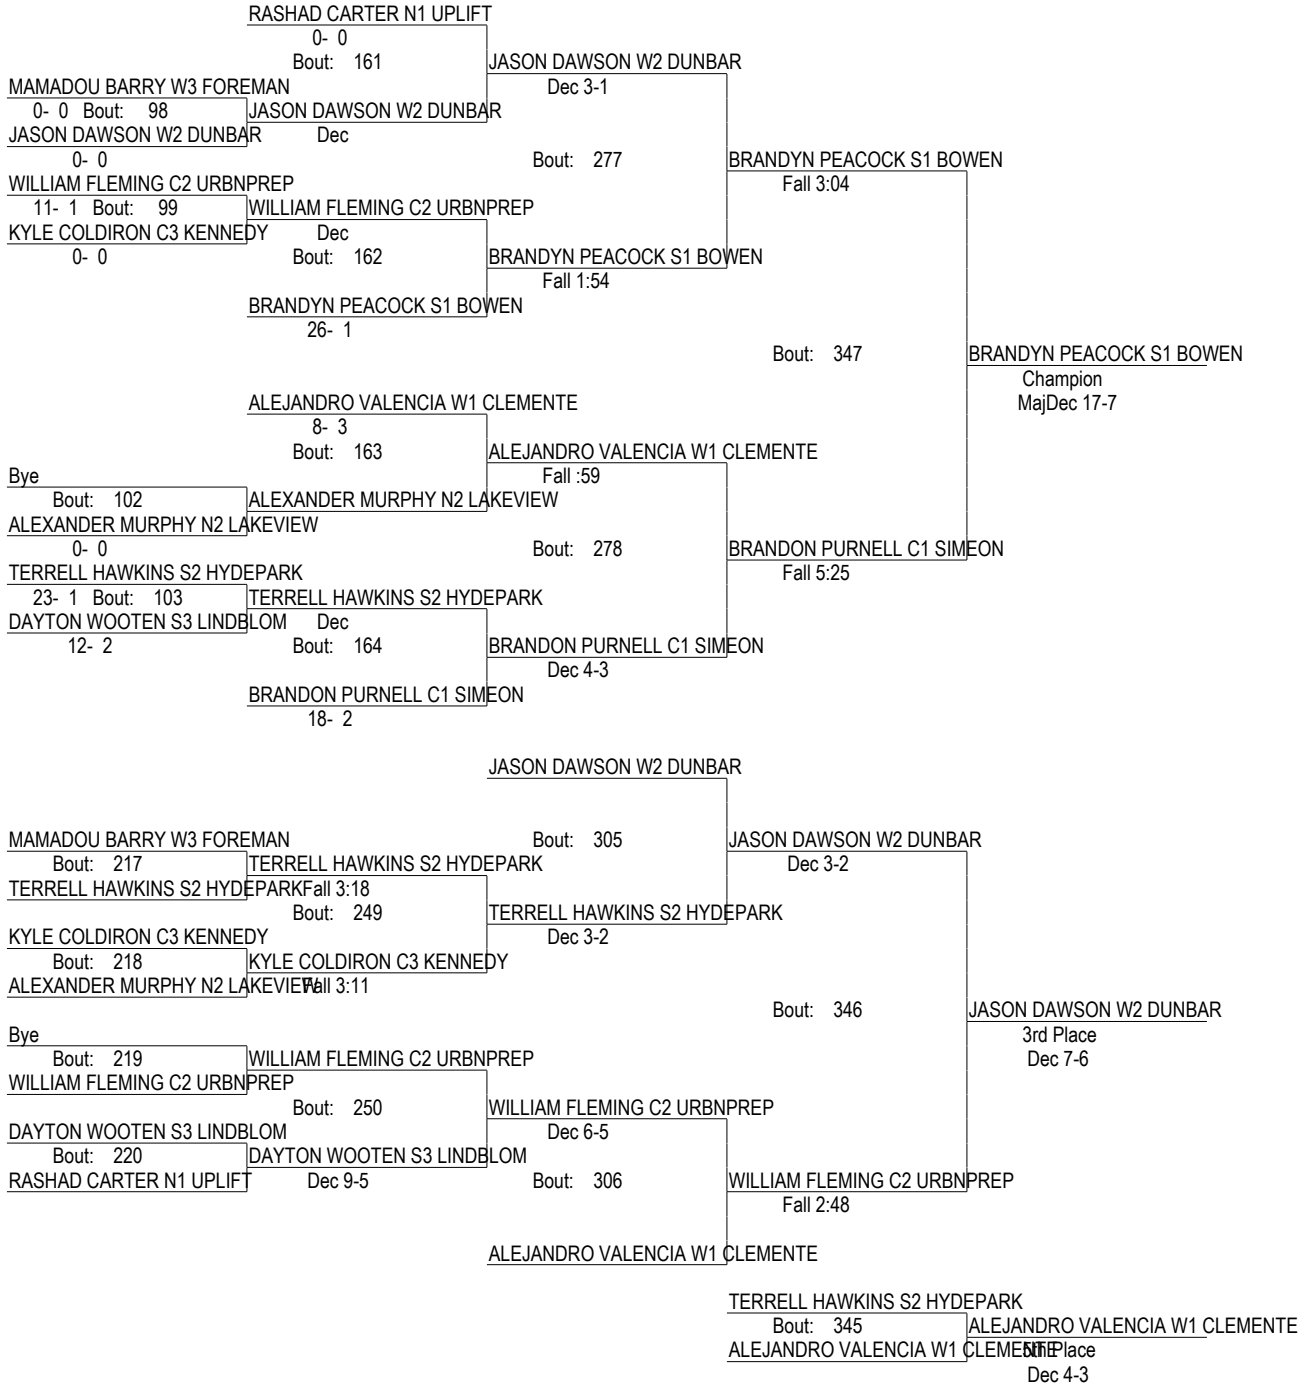 RASHAD CARTER N1 UPLIFT
0- 0
Bout: 161
JASON DAWSON W2 DUNBAR
Dec 3-1
MAMADOU BARRY W3 FOREMAN
0- 0 Bout: 98
JASON DAWSON W2 DUNBAR
JASON DAWSON W2 DUNBAR
Dec
0- 0
Bout: 277
BRANDYN PEACOCK S1 BOWEN
Fall 3:04
WILLIAM FLEMING C2 URBNPREP
11- 1 Bout: 99
WILLIAM FLEMING C2 URBNPREP
KYLE COLDIRON C3 KENNEDY
Dec
0- 0
Bout: 162
BRANDYN PEACOCK S1 BOWEN
Fall 1:54
BRANDYN PEACOCK S1 BOWEN
26- 1
Bout: 347
BRANDYN PEACOCK S1 BOWEN
Champion
MajDec 17-7
ALEJANDRO VALENCIA W1 CLEMENTE
8- 3
Bout: 163
ALEJANDRO VALENCIA W1 CLEMENTE
Fall :59
Bye
Bout: 102
ALEXANDER MURPHY N2 LAKEVIEW
ALEXANDER MURPHY N2 LAKEVIEW
0- 0
Bout: 278
BRANDON PURNELL C1 SIMEON
Fall 5:25
TERRELL HAWKINS S2 HYDEPARK
23- 1 Bout: 103
TERRELL HAWKINS S2 HYDEPARK
DAYTON WOOTEN S3 LINDBLOM
Dec
12- 2
Bout: 164
BRANDON PURNELL C1 SIMEON
Dec 4-3
BRANDON PURNELL C1 SIMEON
18- 2
JASON DAWSON W2 DUNBAR
MAMADOU BARRY W3 FOREMAN
Bout: 305
JASON DAWSON W2 DUNBAR
Dec 3-2
Bout: 217
TERRELL HAWKINS S2 HYDEPARK
TERRELL HAWKINS S2 HYDEPARK
Fall 3:18
Bout: 249
TERRELL HAWKINS S2 HYDEPARK
Dec 3-2
KYLE COLDIRON C3 KENNEDY
Bout: 218
KYLE COLDIRON C3 KENNEDY
ALEXANDER MURPHY N2 LAKEVIEW
Fall 3:11
Bout: 346
JASON DAWSON W2 DUNBAR
3rd Place
Dec 7-6
Bye
Bout: 219
WILLIAM FLEMING C2 URBNPREP
WILLIAM FLEMING C2 URBNPREP
Bout: 250
WILLIAM FLEMING C2 URBNPREP
Dec 6-5
DAYTON WOOTEN S3 LINDBLOM
Bout: 220
DAYTON WOOTEN S3 LINDBLOM
RASHAD CARTER N1 UPLIFT
Dec 9-5
Bout: 306
WILLIAM FLEMING C2 URBNPREP
Fall 2:48
ALEJANDRO VALENCIA W1 CLEMENTE
TERRELL HAWKINS S2 HYDEPARK
Bout: 345
ALEJANDRO VALENCIA W1 CLEMENTE
ALEJANDRO VALENCIA W1 CLEMENTE
5th Place
Dec 4-3